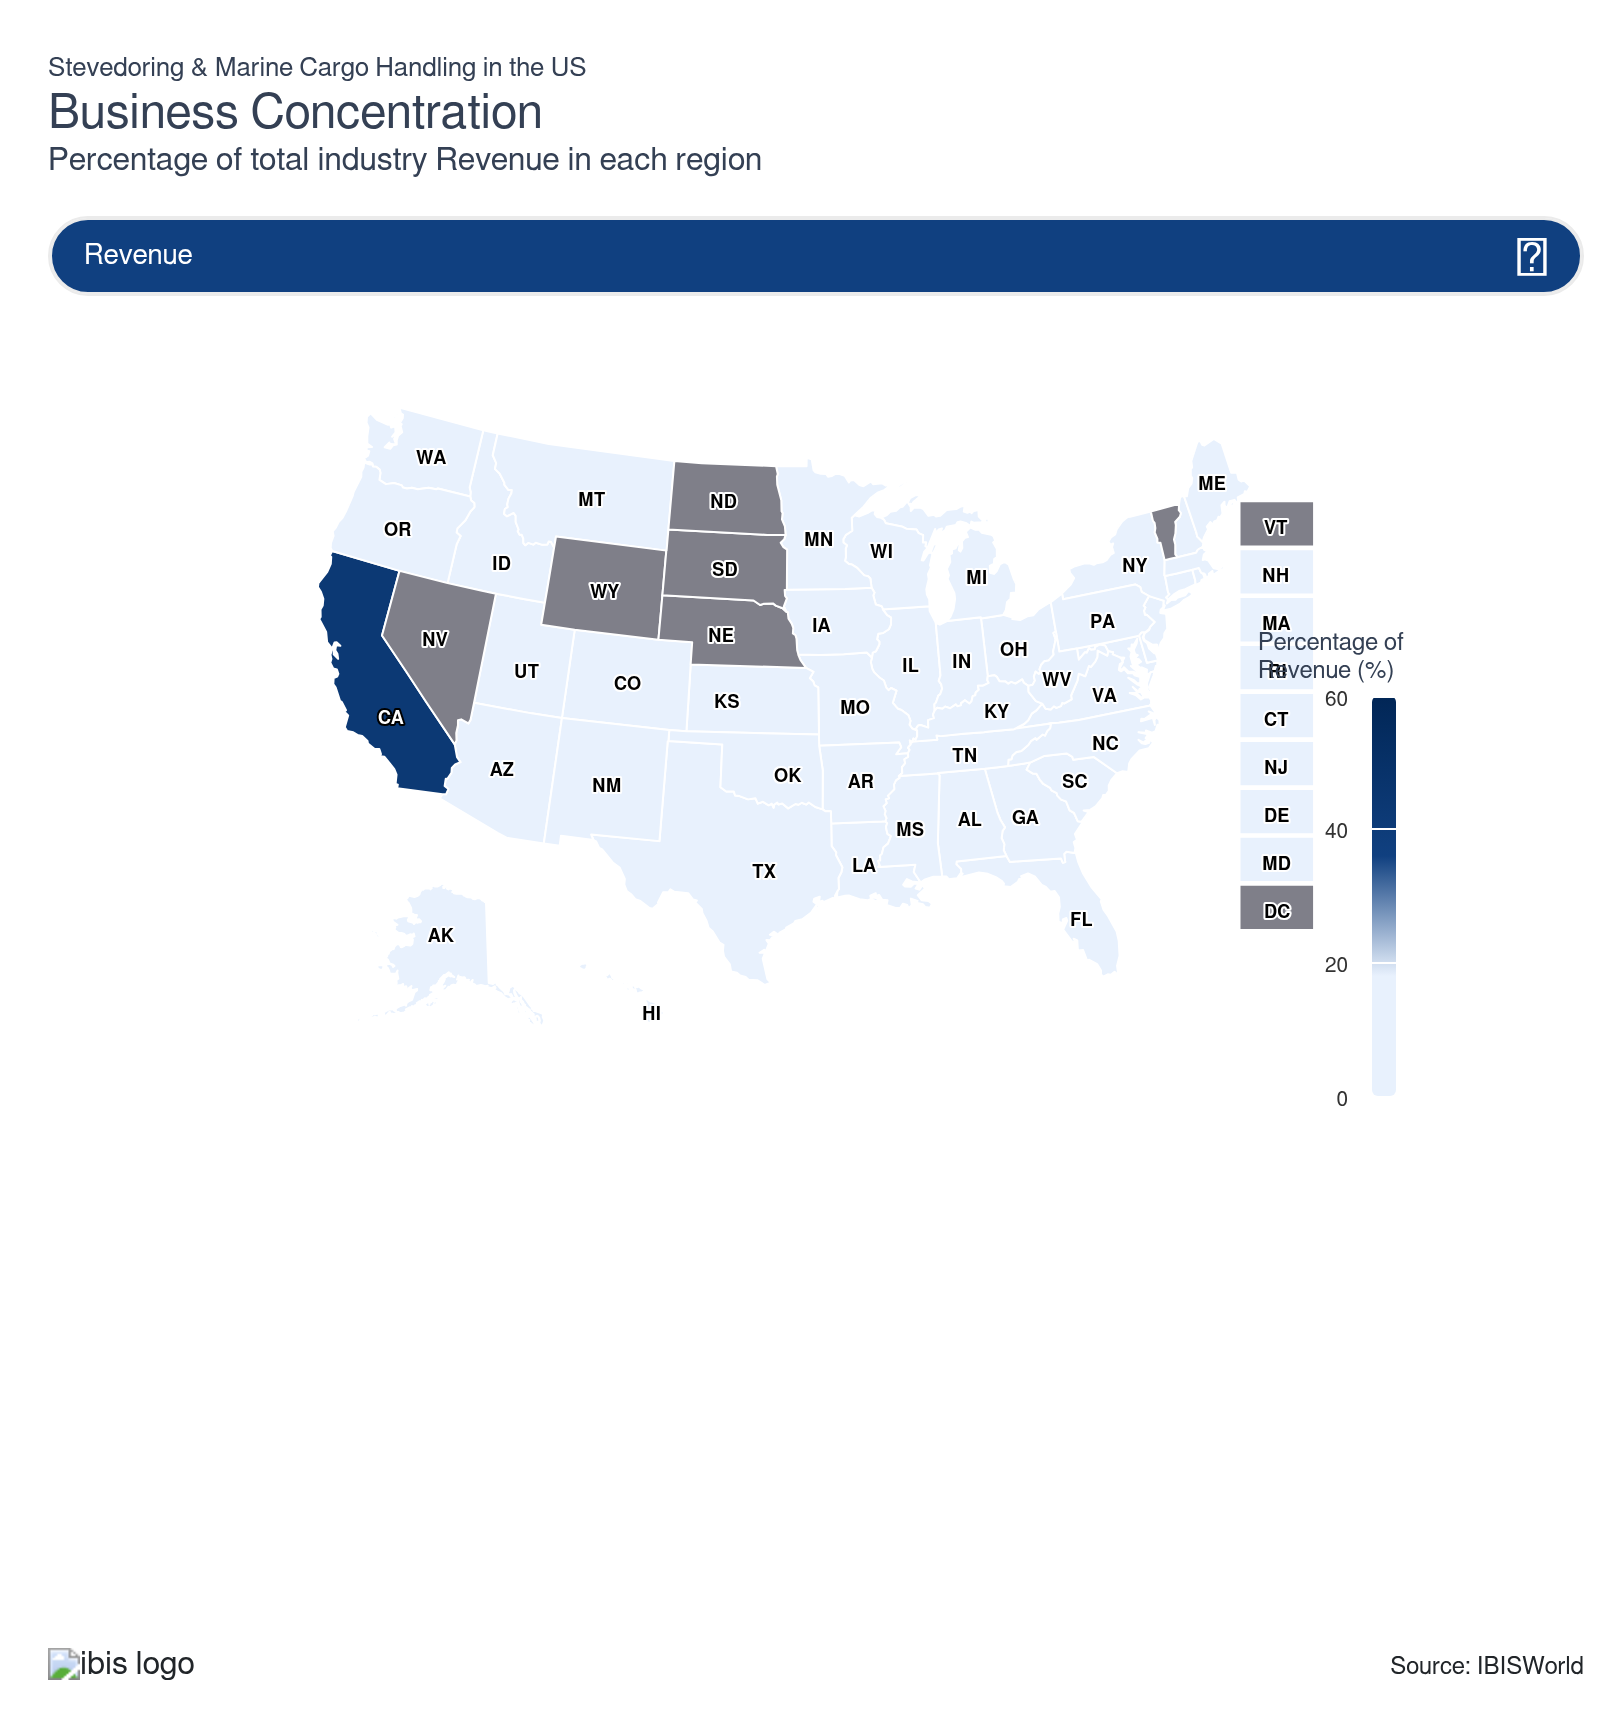 Stevedoring & Marine Cargo Handling in the US
Business Concentration
Percentage of total industry Revenue in each region
Revenue
WA
MT
ND
ME
OR
ID
MN
WI
VT
WY
SD
MI
NY
NH
NV
NE
IA
PA
MA
UT
CO
IL
IN
OH
WV
VA
RI
CA
KS
MO
KY
NC
CT
AZ
NM
OK
AR
TN
SC
NJ
TX
LA
MS
AL
GA
DE
MD
AK
HI
FL
DC
Percentage of
Revenue (%)
60
40
20
0
ibis logo
Source: IBISWorld